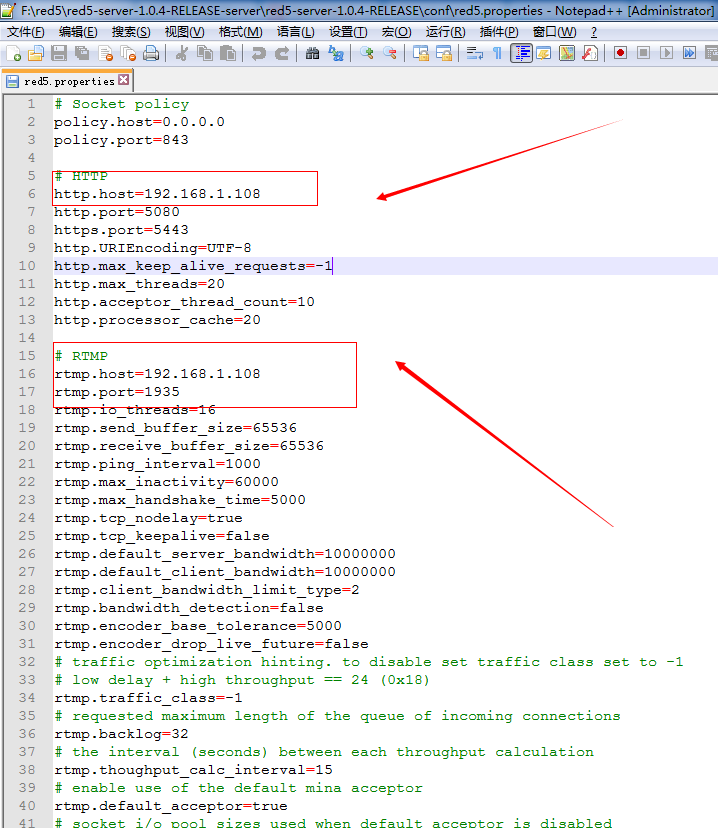 F:\red5\red5-server-1.0.4-RELEASE-server\red5-server-1.0.4-RELEASE\conf\red5.properties - Notepad++ [Administrator]
文件(F) 编辑(E) 搜索(S) 视图(V) 格式(M) 语言(L) 设置(T) 宏(O) 运行(R) 插件(P) 窗口(W) ?
red5.properties
1 # Socket policy
2 policy.host=0.0.0.0
3 policy.port=843
4
5 # HTTP
6 http.host=192.168.1.108
7 http.port=5080
8 https.port=5443
9 http.URIEncoding=UTF-8
10 http.max_keep_alive_requests=-1
11 http.max_threads=20
12 http.acceptor_thread_count=10
13 http.processor_cache=20
14
15 # RTMP
16 rtmp.host=192.168.1.108
17 rtmp.port=1935
18 rtmp.io_threads=16
19 rtmp.send_buffer_size=65536
20 rtmp.receive_buffer_size=65536
21 rtmp.ping_interval=1000
22 rtmp.max_inactivity=60000
23 rtmp.max_handshake_time=5000
24 rtmp.tcp_nodelay=true
25 rtmp.tcp_keepalive=false
26 rtmp.default_server_bandwidth=10000000
27 rtmp.default_client_bandwidth=10000000
28 rtmp.client_bandwidth_limit_type=2
29 rtmp.bandwidth_detection=false
30 rtmp.encoder_base_tolerance=5000
31 rtmp.encoder_drop_live_future=false
32 # traffic optimization hinting. to disable set traffic class set to -1
33 # low delay + high throughput == 24 (0x18)
34 rtmp.traffic_class=-1
35 # requested maximum length of the queue of incoming connections
36 rtmp.backlog=32
37 # the interval (seconds) between each throughput calculation
38 rtmp.thoughput_calc_interval=15
39 # enable use of the default mina acceptor
40 rtmp.default_acceptor=true
41 # socket i/o pool sizes used when default acceptor is disabled